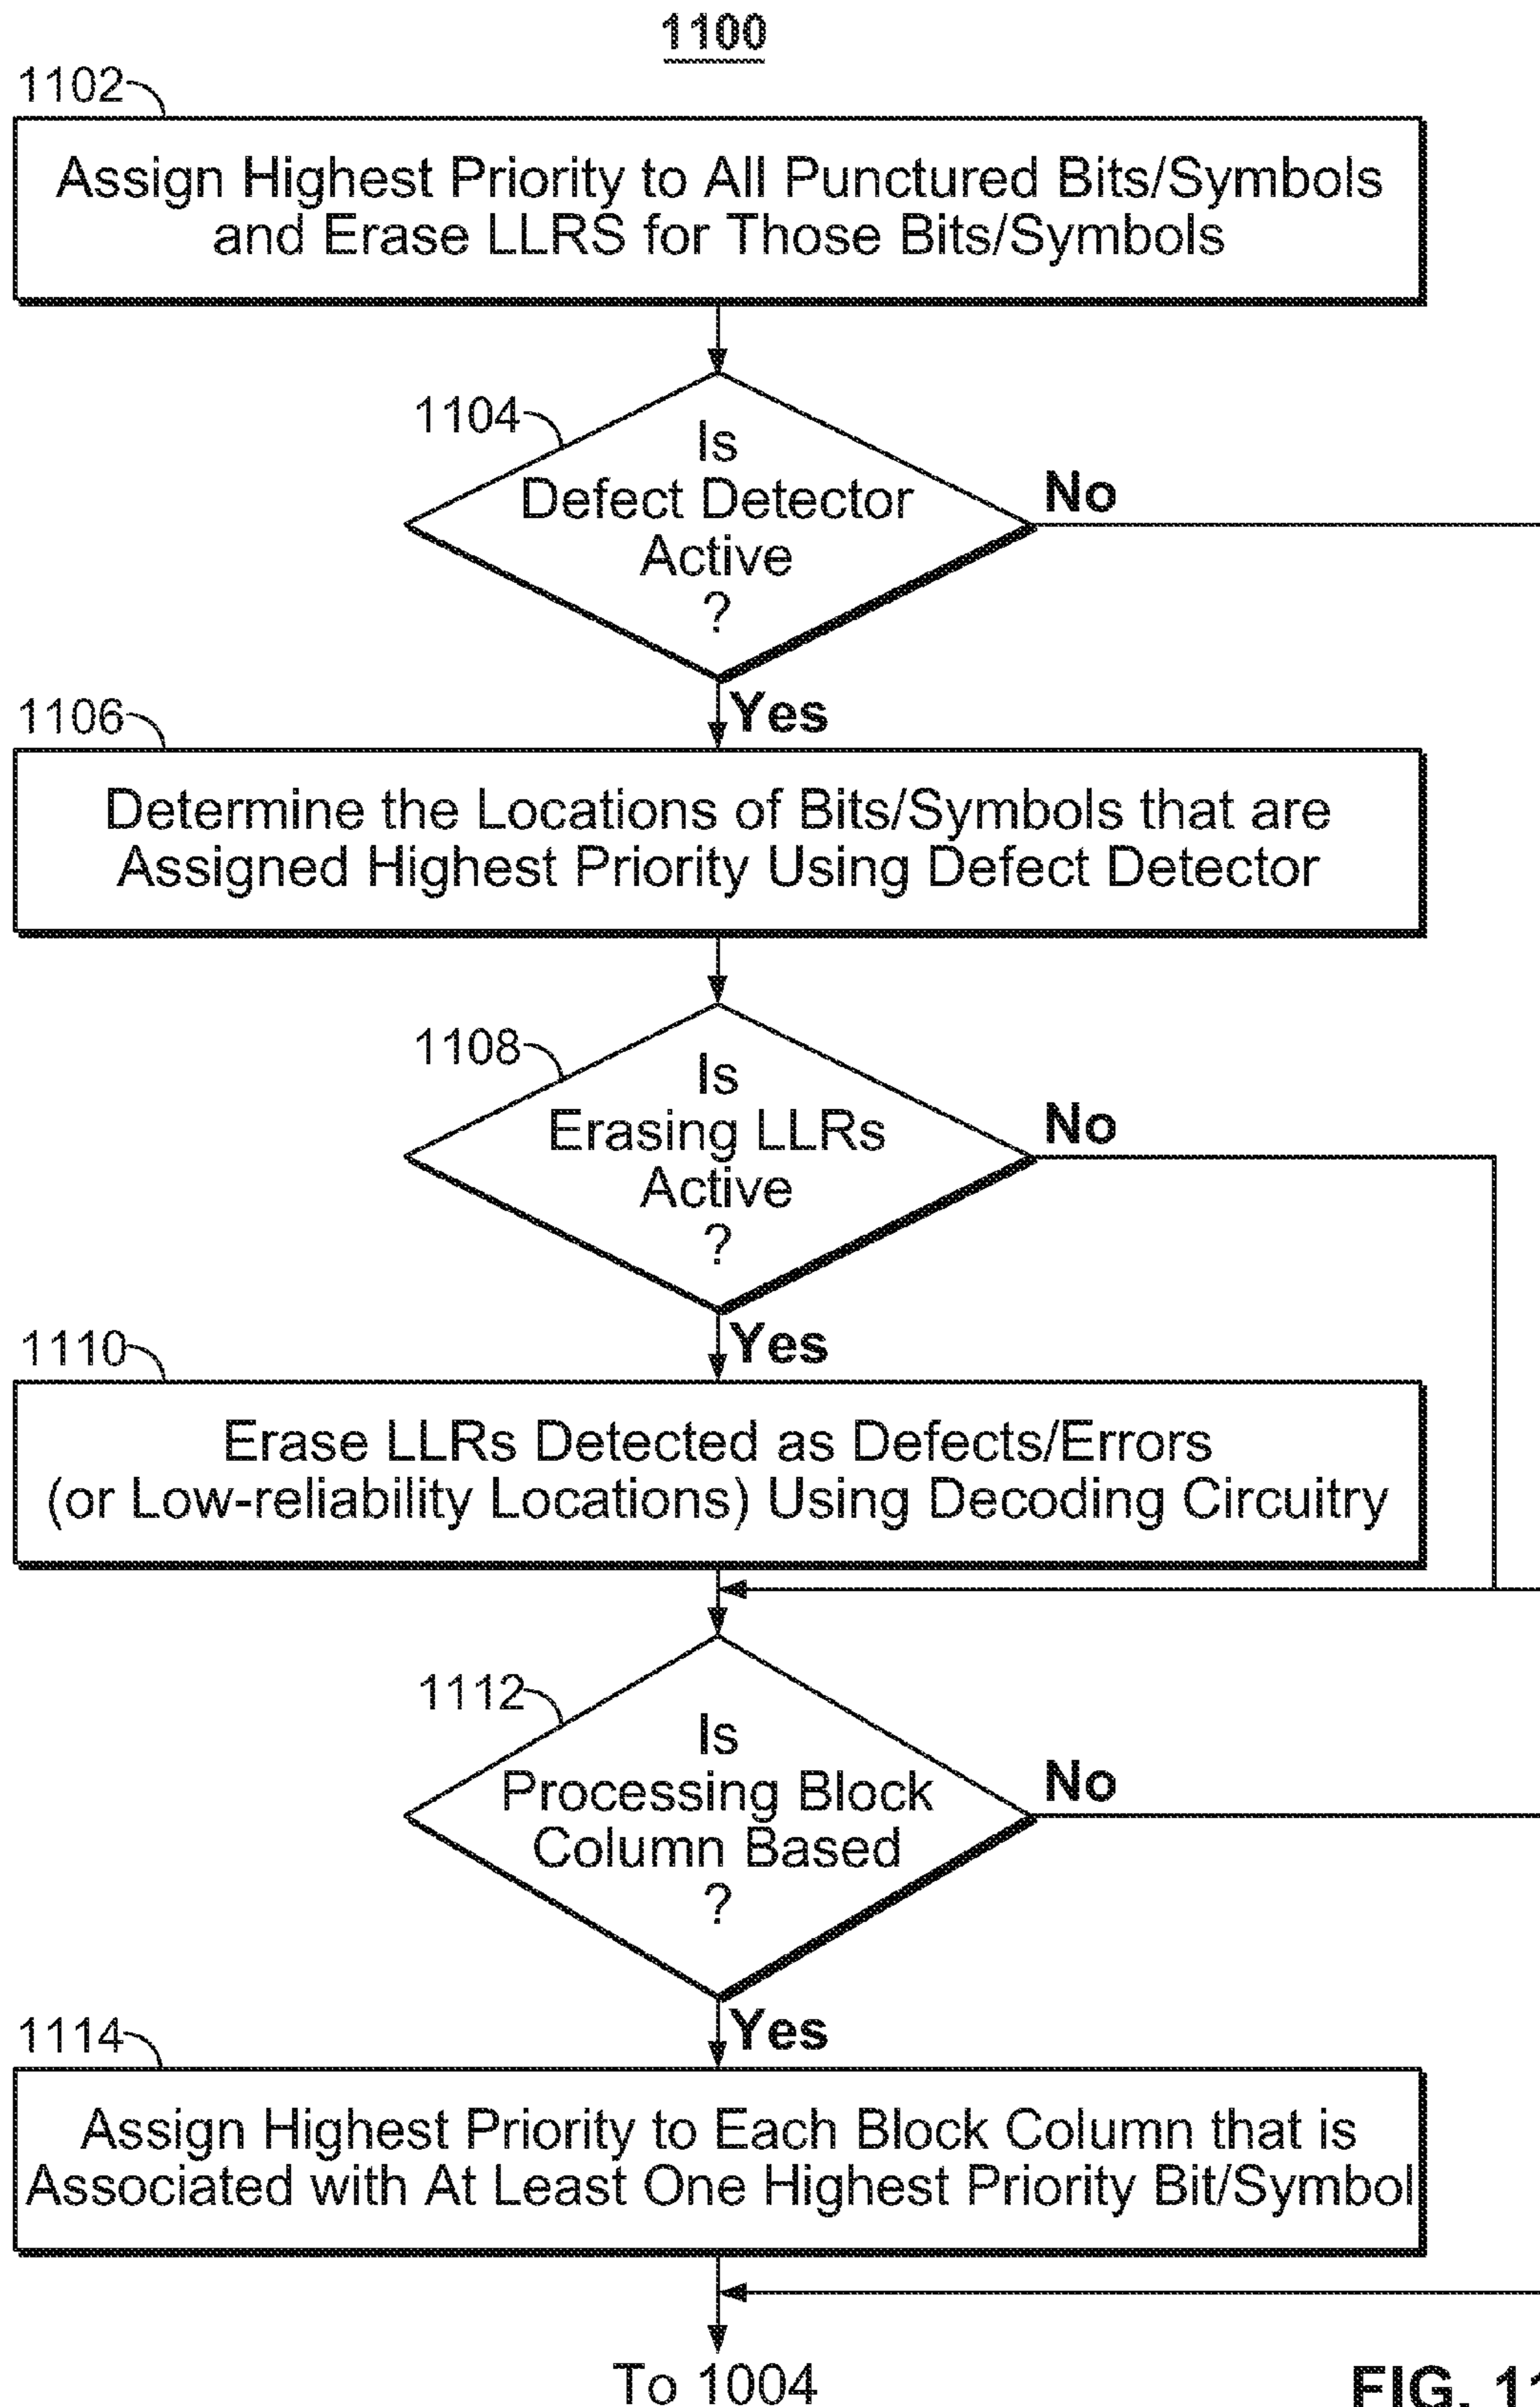 1100
1102
Assign Highest Priority to All Punctured Bits/Symbols
and Erase LLRS for Those Bits/Symbols
1104
Is
Defect Detector
Active
?
No
Yes
1106
Determine the Locations of Bits/Symbols that are
Assigned Highest Priority Using Defect Detector
1108
Is
Erasing LLRs
Active
?
No
Yes
1110
Erase LLRs Detected as Defects/Errors
(or Low-reliability Locations) Using Decoding Circuitry
1112
Is
Processing Block
Column Based
?
No
Yes
1114
Assign Highest Priority to Each Block Column that is
Associated with At Least One Highest Priority Bit/Symbol
To 1004
FIG. 11